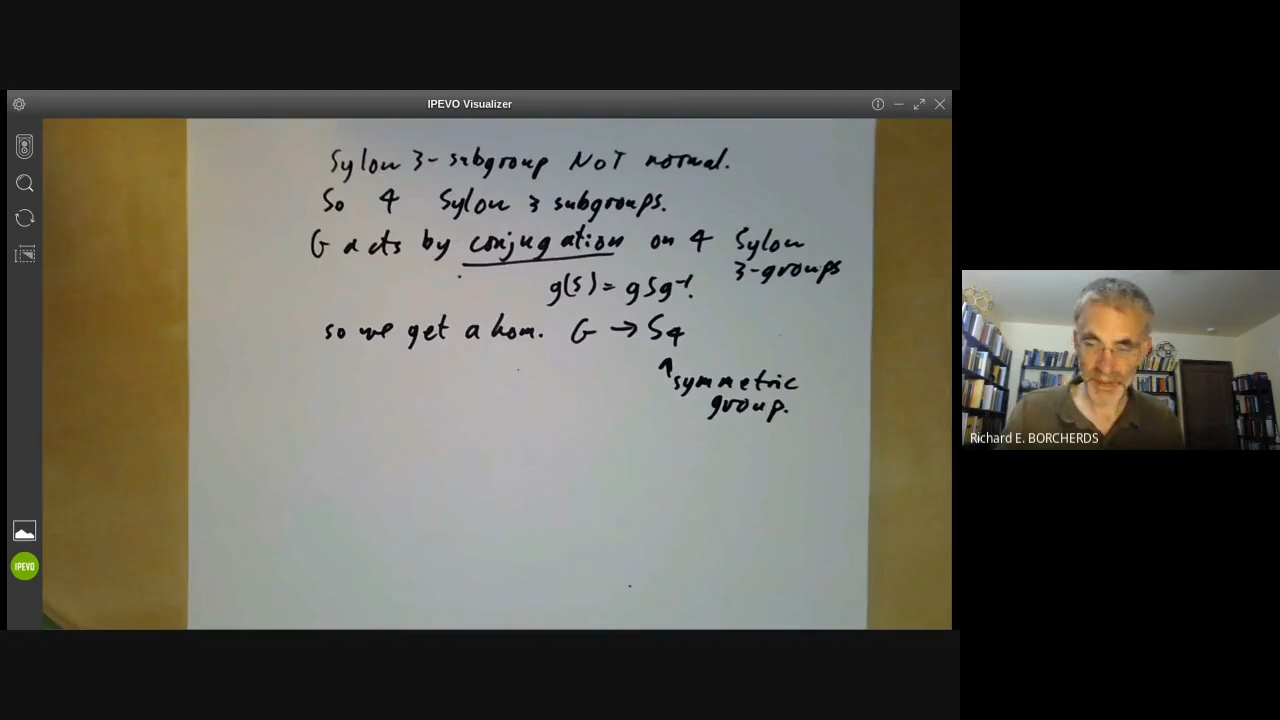 IPEVO Visualizer
Sylow 3-subgroup NOT normal.
So 4 Sylow 3 subgroups.
G acts by conjugation on 4 Sylow
3-groups
g(S) = gSg⁻¹.
so we get a hom. G → S₄
↑ symmetric
group.
Richard E. BORCHERDS
IPEVO